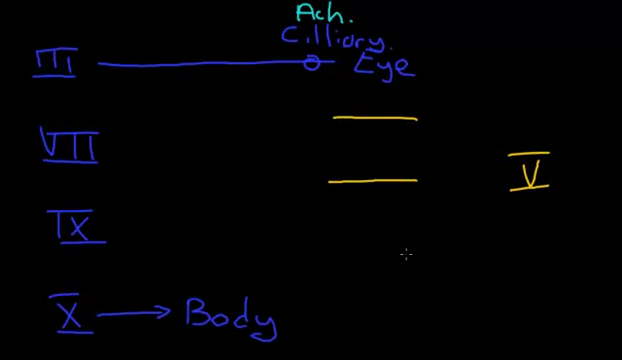 Ach.
Cilliary.
III Eye
VII
V
IX
X → Body